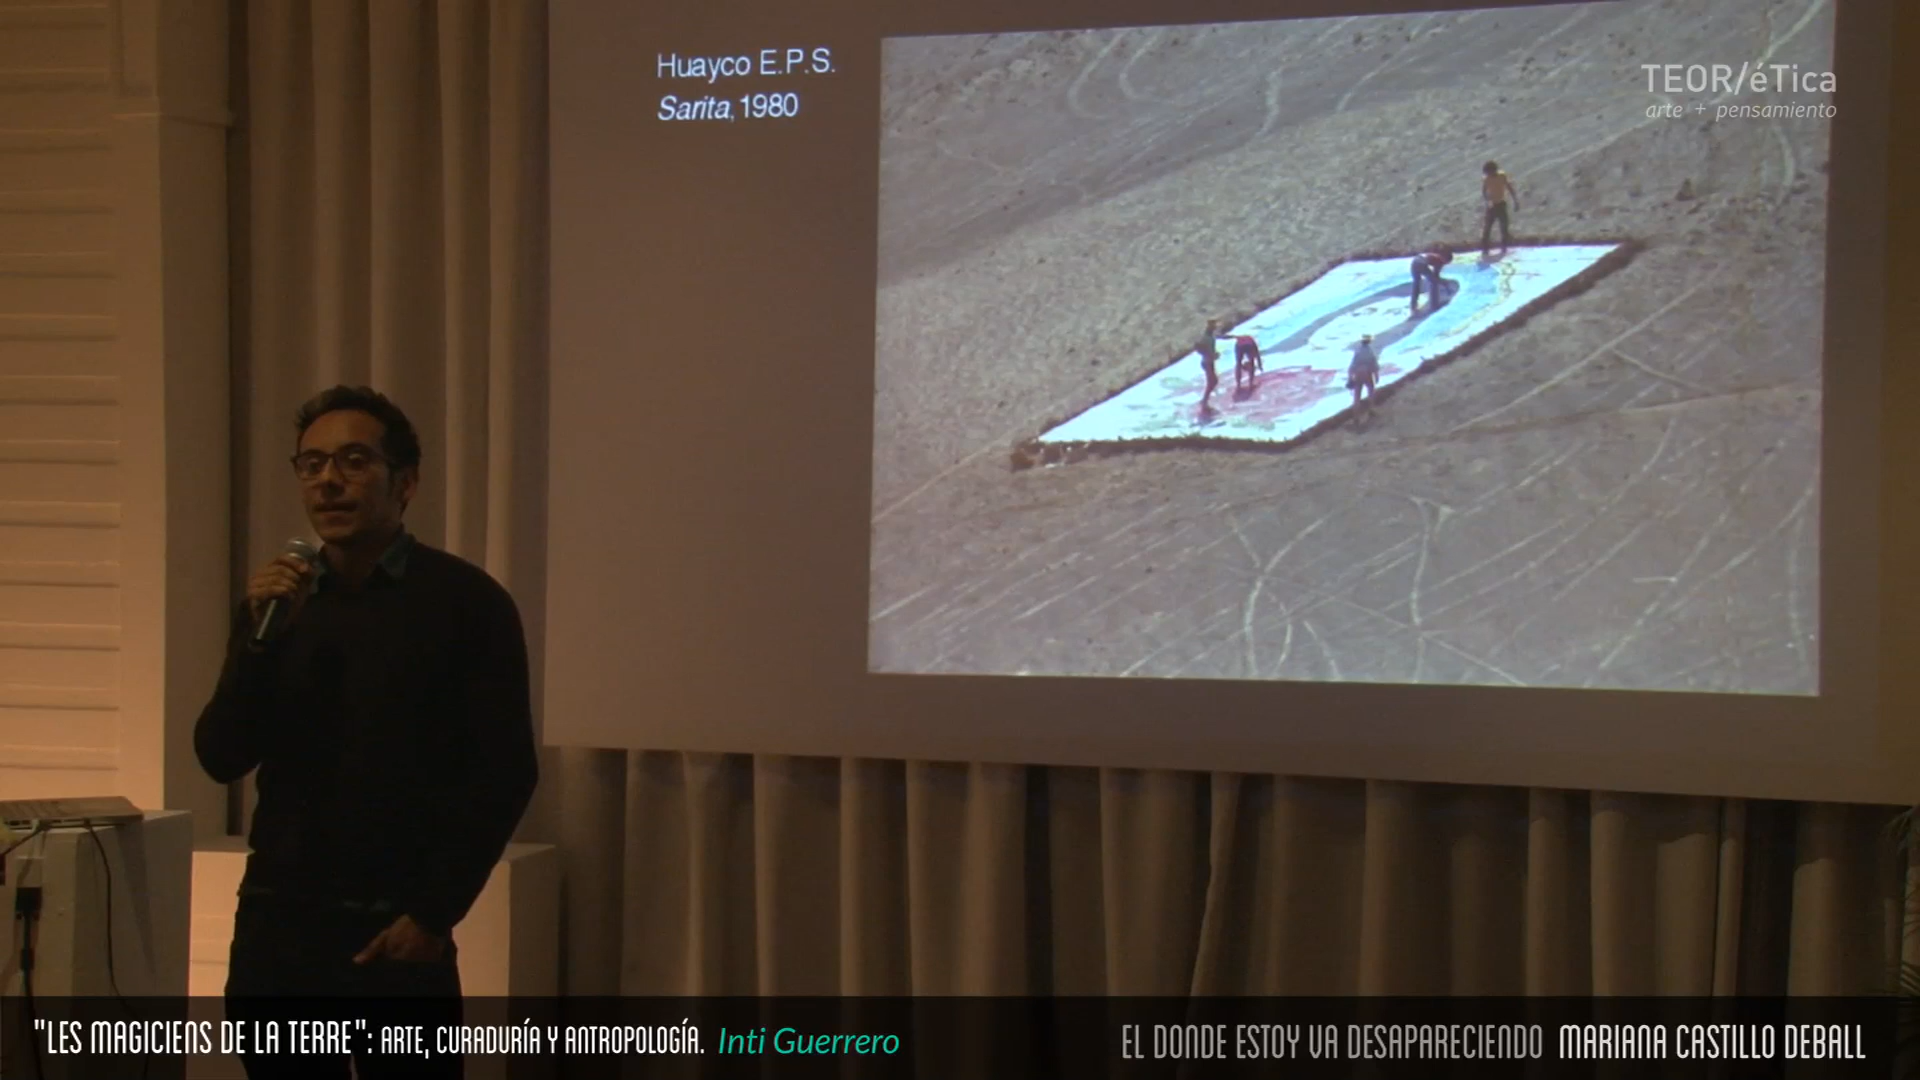 Huayco E.P.S.
Sarita, 1980
TEOR/éTica
arte + pensamiento
"LES MAGICIENS DE LA TERRE": ARTE, CURADURÍA Y ANTROPOLOGÍA. Inti Guerrero
EL DONDE ESTOY VA DESAPARECIENDO MARIANA CASTILLO DEBALL